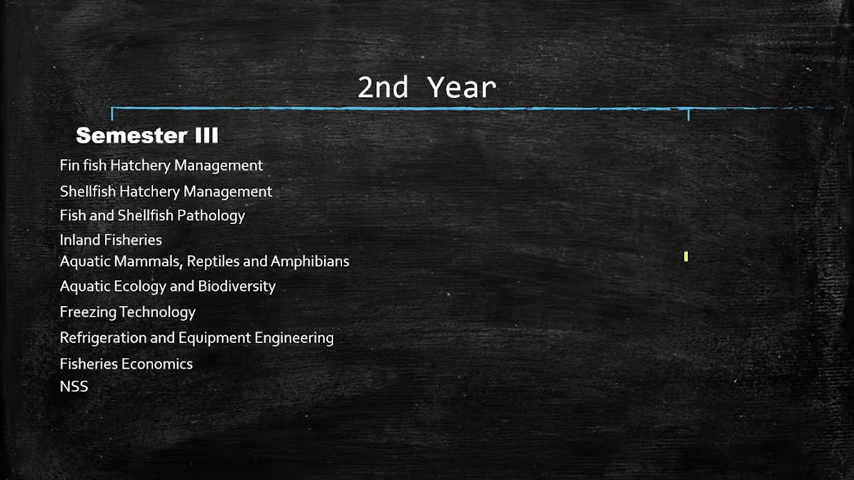 2nd Year
Semester III
Fin fish Hatchery Management
Shellfish Hatchery Management
Fish and Shellfish Pathology
Inland Fisheries
Aquatic Mammals, Reptiles and Amphibians
Aquatic Ecology and Biodiversity
Freezing Technology
Refrigeration and Equipment Engineering
Fisheries Economics
NSS